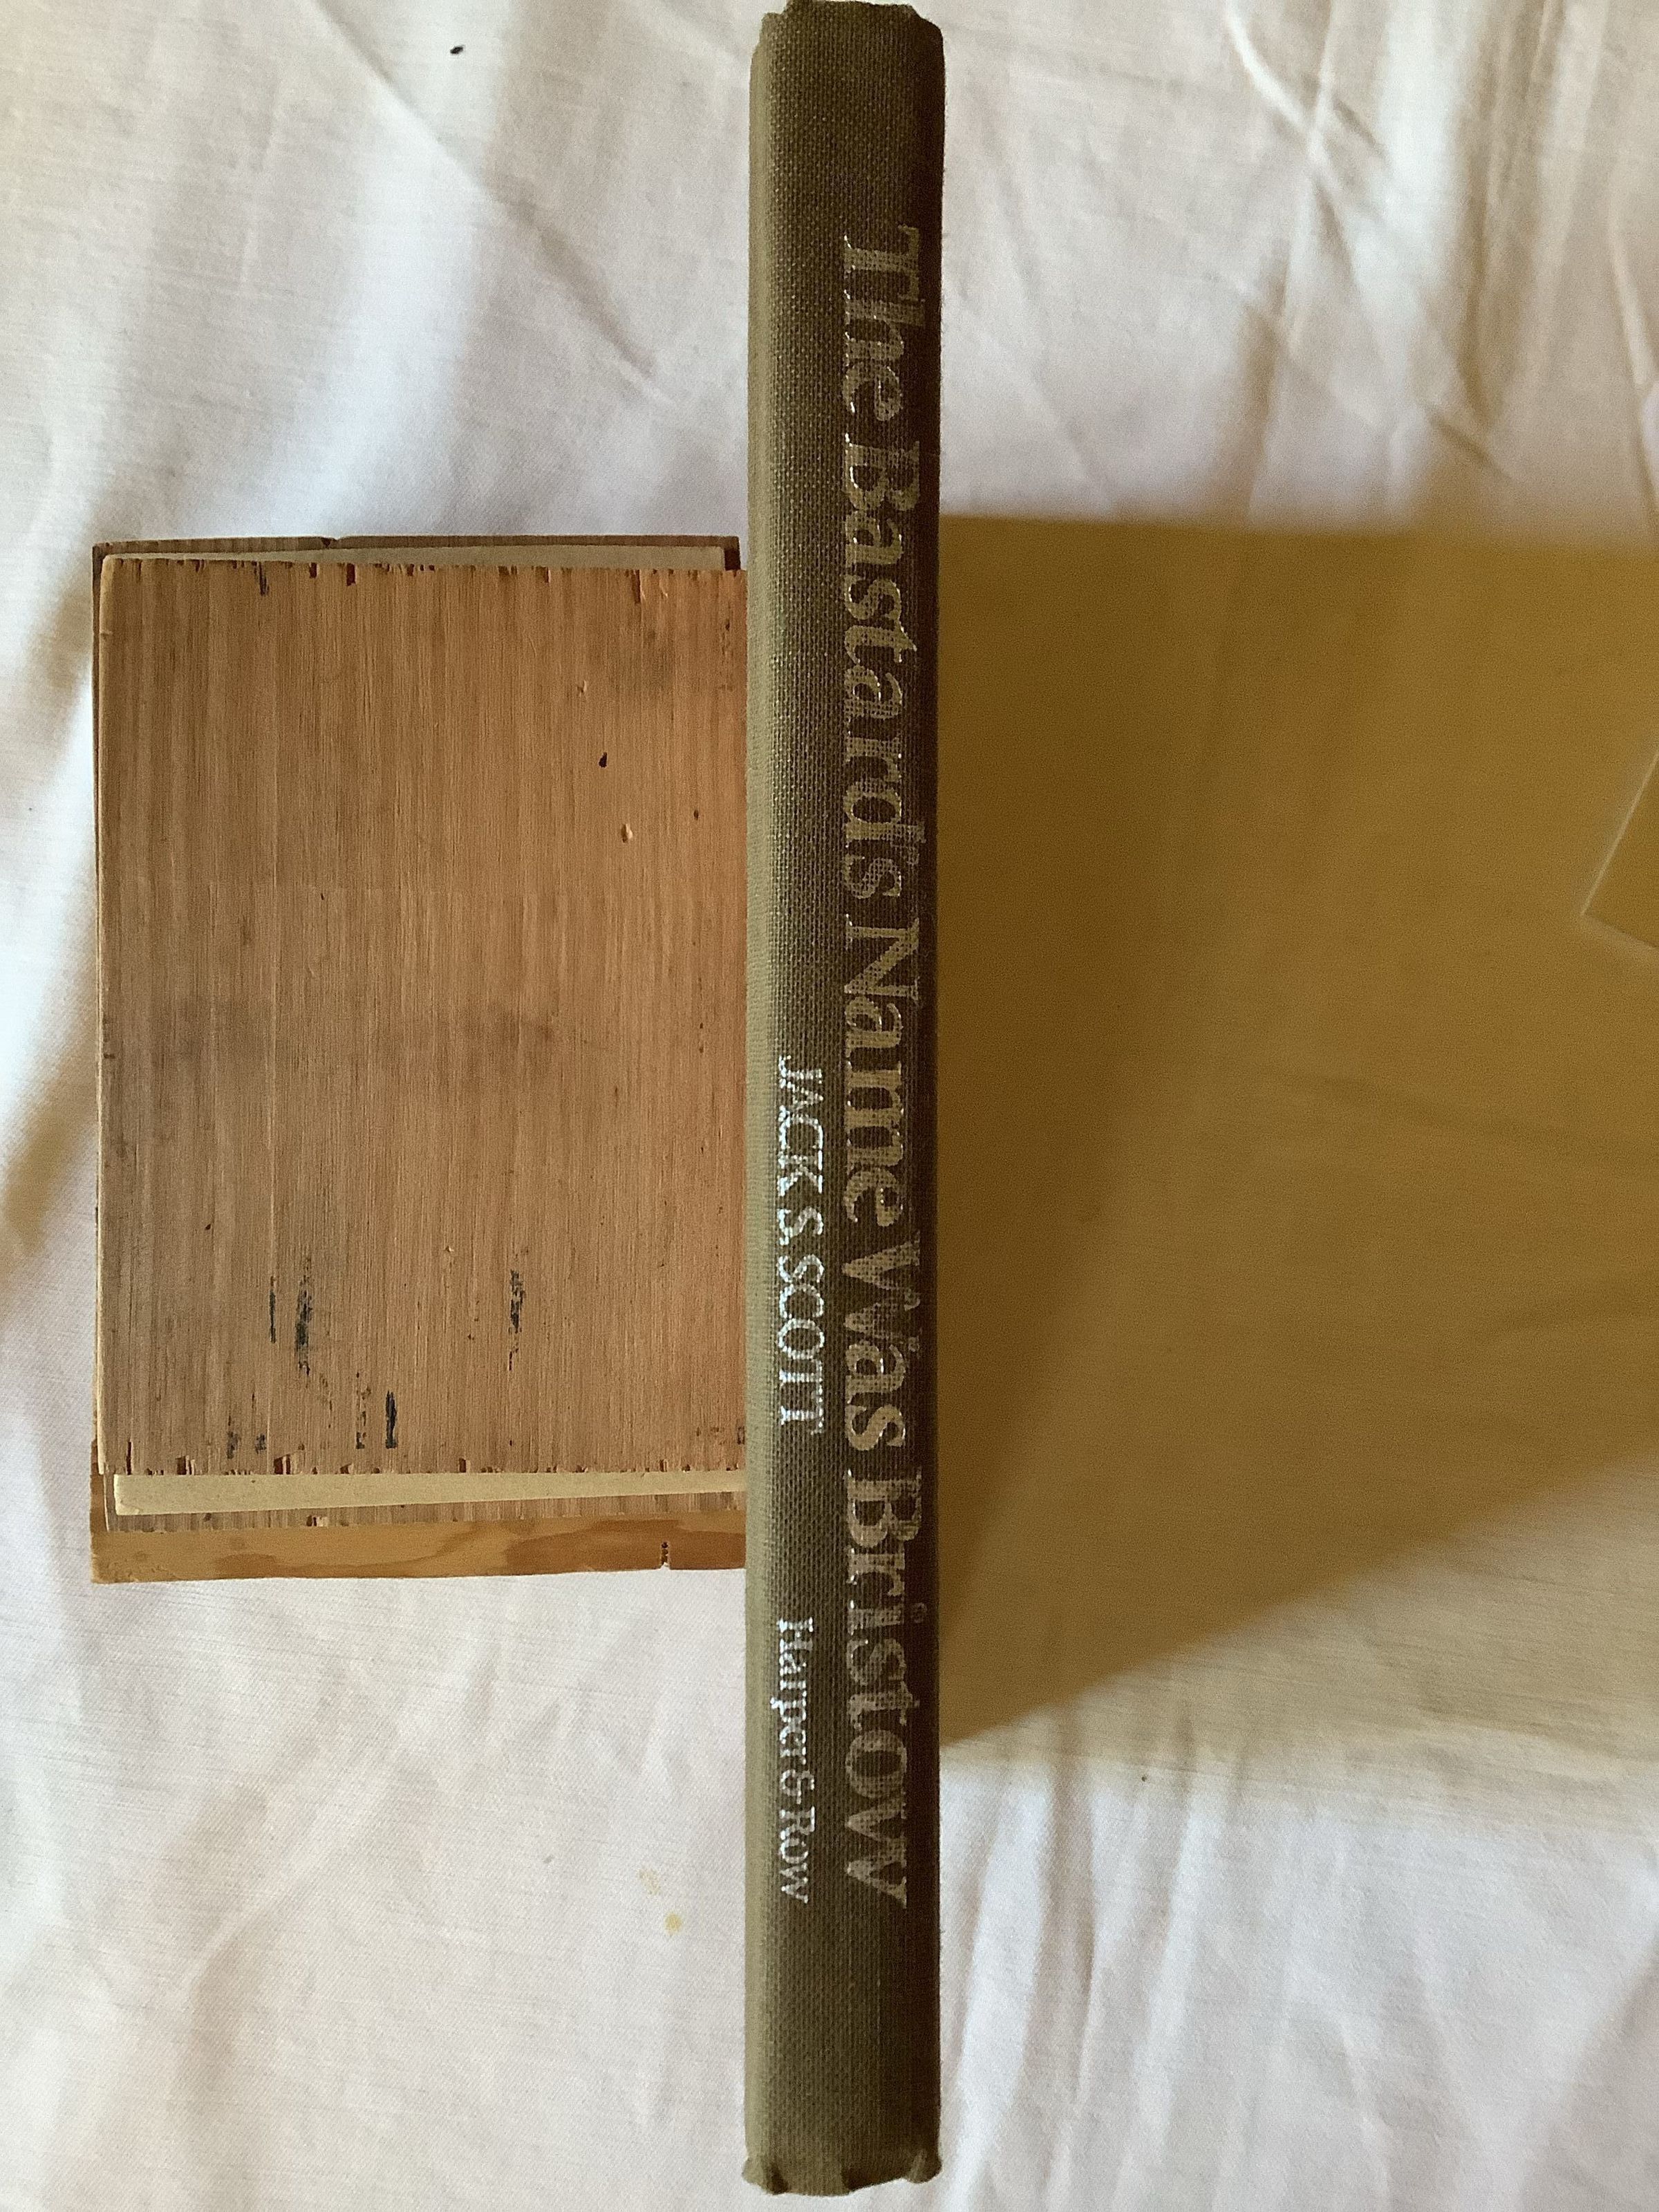 The Bastard's Name Was Bristow
JACK S. SCOTT
Harper & Row